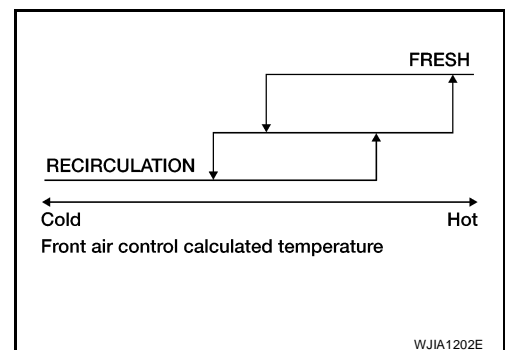 FRESH
RECIRCULATION
Cold Hot
Front air control calculated temperature
WJIA1202E